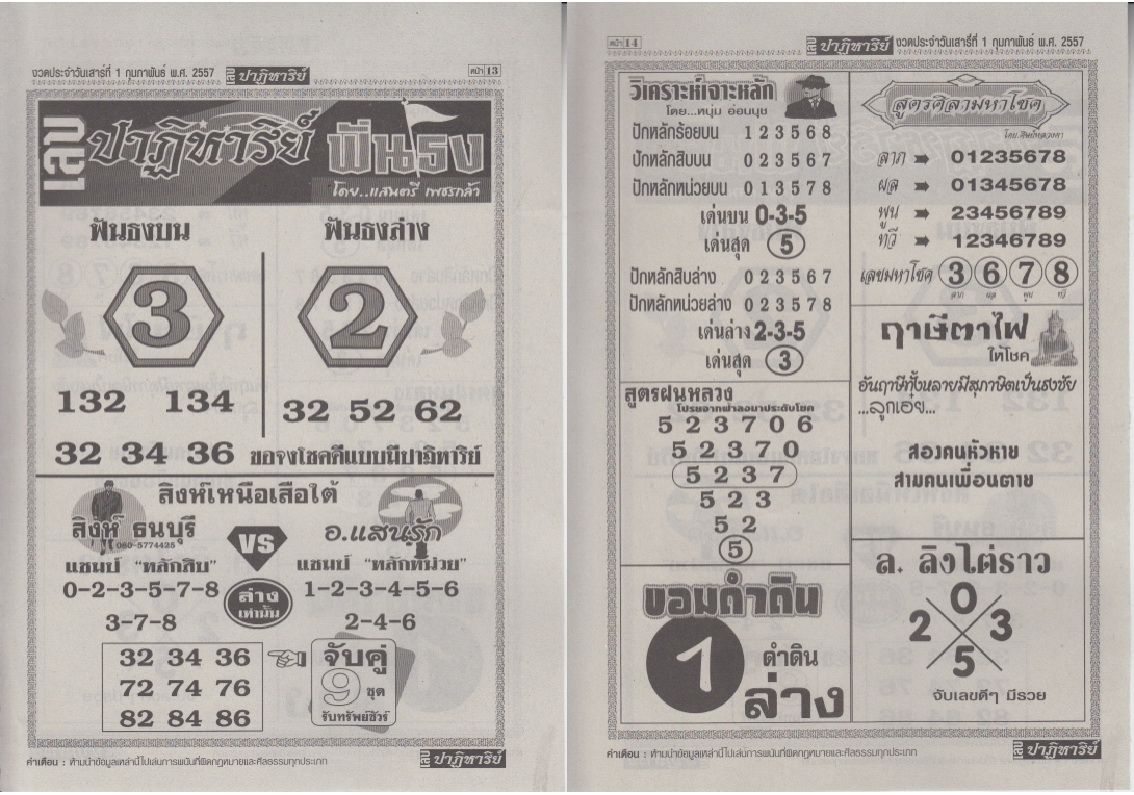 งวดประจำวันเสาร์ที่ 1 กุมภาพันธ์ พ.ศ. 2557 เลข ปาฏิหาริย์ หน้า 13
เลข ปาฏิหาริย์ ฟันธง
โดย...แสนตรี เพชรกล้า
ฟันธงบน
3
132 134
ฟันธงล่าง
2
32 52 62
32 34 36 ขอจงโชคดีแบบมีปาฏิหาริย์
สิงห์เหนือเสือใต้
สิงห์ ธนบุรี
080-5774425
VS
อ.แสนรัก
แชมป์ "หลักสิบ"
0-2-3-5-7-8
3-7-8
ล่าง
เท่านั้น
แชมป์ "หลักหน่วย"
1-2-3-4-5-6
2-4-6
32 34 36
72 74 76
82 84 86
จับคู่
9 ชุด
รับทรัพย์ชัวร์
คำเตือน : ห้ามนำข้อมูลเหล่านี้ไปเล่นการพนันที่ผิดกฎหมายและศีลธรรมทุกประเภท เลข ปาฏิหาริย์
หน้า 14 เลข ปาฏิหาริย์ งวดประจำวันเสาร์ที่ 1 กุมภาพันธ์ พ.ศ. 2557
วิเคราะห์เจาะหลัก
โดย...หนุ่ม อ่อนนุช
ปักหลักร้อยบน 1 2 3 5 6 8
ปักหลักสิบบน 0 2 3 5 6 7
ปักหลักหน่วยบน 0 1 3 5 7 8
เด่นบน 0-3-5
เด่นสุด 5
ปักหลักสิบล่าง 0 2 3 5 6 7
ปักหลักหน่วยล่าง 0 2 3 5 7 8
เด่นล่าง 2-3-5
เด่นสุด 3
สูตรฝนหลวง
โปรยจากฟ้าลงมาประดับโชค
5 2 3 7 0 6
5 2 3 7 0
5 2 3 7
5 2 3
5 2
5
ขอมดำดิน
1
ดำดิน
ล่าง
สูตรศิลามหาโชค
ลาภ 01235678
ผล 01345678
พูน 23456789
ทวี 12346789
เลขมหาโชค 3 6 7 8
ลาภ ผล พูน ทวี
ฤาษีตาไฟ
ให้โชค
อันฤาษีทั้งหลายมีสุภาษิตเป็นธงชัย
...ลูกเอ๋ย...
สองคนหัวหาย
สามคนเพื่อนตาย
ล. ลิงไต่ราว
0
2 3
5
จับเลขดีๆ มีรวย
คำเตือน : ห้ามนำข้อมูลเหล่านี้ไปเล่นการพนันที่ผิดกฎหมายและศีลธรรมทุกประเภท เลข ปาฏิหาริย์